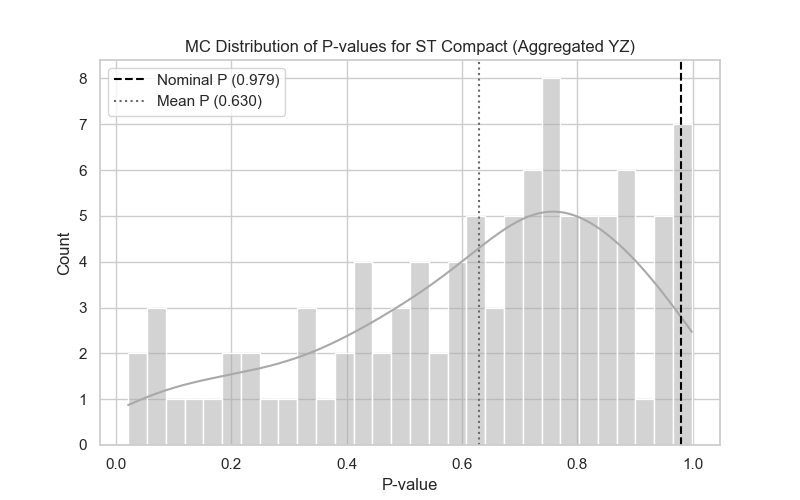 MC Distribution of P-values for ST Compact (Aggregated YZ)
Nominal P (0.979)
Mean P (0.630)
8
7
6
5
4
3
2
1
0
Count
0.0 0.2 0.4 0.6 0.8 1.0
P-value